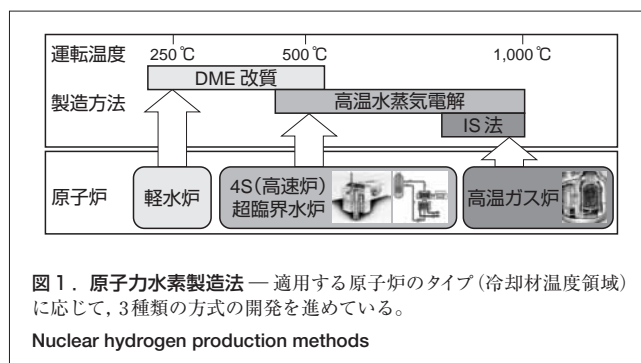 運転温度 250℃ 500℃ 1,000℃
DME 改質
製造方法 高温水蒸気電解
IS 法
原子炉 軽水炉 4S(高速炉) 高温ガス炉
超臨界水炉
図1. 原子力水素製造法 — 適用する原子炉のタイプ(冷却材温度領域)
に応じて,3種類の方式の開発を進めている。
Nuclear hydrogen production methods